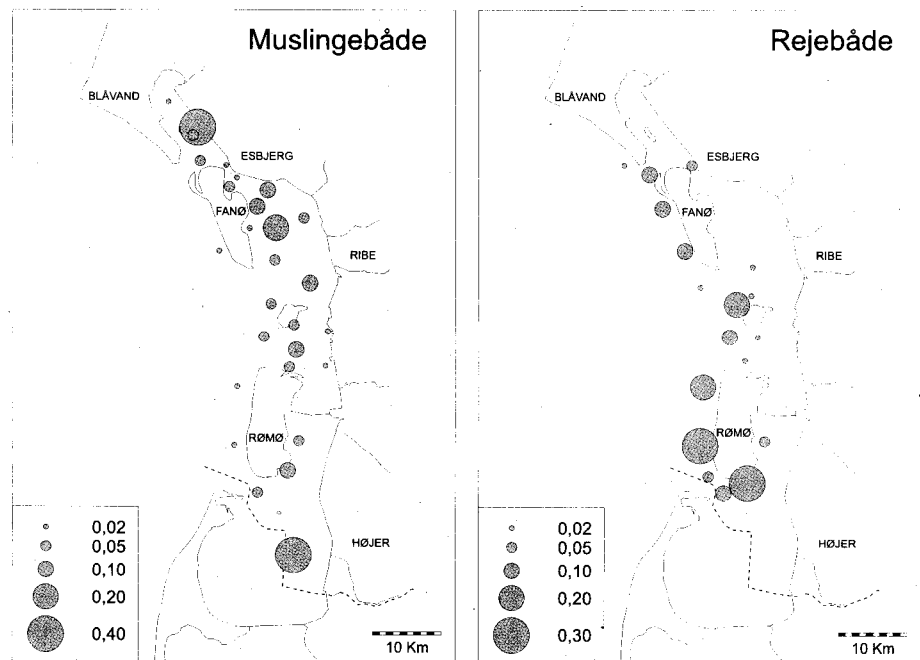 Muslingebåde
BLÅVAND
ESBJERG
FANØ
RIBE
RØMØ
HØJER
0,02
0,05
0,10
0,20
0,40
10 Km
Rejebåde
BLÅVAND
ESBJERG
FANØ
RIBE
RØMØ
HØJER
0,02
0,05
0,10
0,20
0,30
10 Km